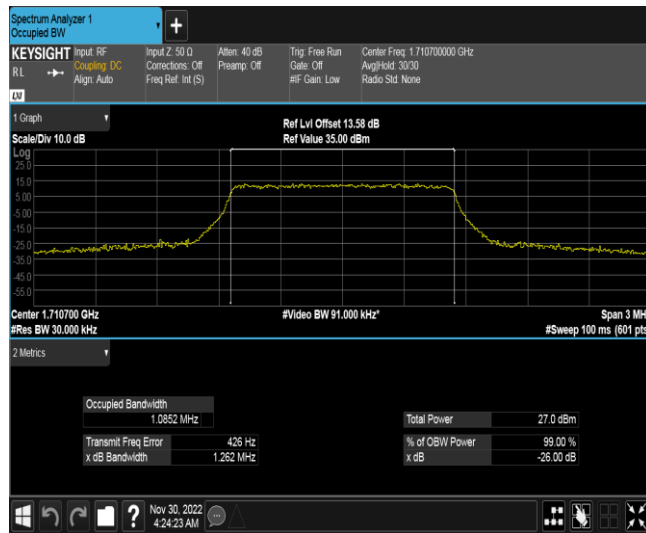 Spectrum Analyzer 1
Occupied BW
+
KEYSIGHT
RL
LXI
Input: RF
Coupling: DC
Align: Auto
Input Z: 50 Ω
Corrections: Off
Freq Ref: Int (S)
Atten: 40 dB
Preamp: Off
Trig: Free Run
Gate: Off
#IF Gain: Low
Center Freq: 1.710700000 GHz
Avg|Hold: 30/30
Radio Std: None
1 Graph
Scale/Div 10.0 dB
Ref Lvl Offset 13.58 dB
Ref Value 35.00 dBm
Log
25.0
15.0
5.00
-5.00
-15.0
-25.0
-35.0
-45.0
-55.0
Center 1.710700 GHz
#Res BW 30.000 kHz
#Video BW 91.000 kHz*
Span 3 MH
#Sweep 100 ms (601 pts
2 Metrics
Occupied Bandwidth
1.0852 MHz
Transmit Freq Error 426 Hz
x dB Bandwidth 1.262 MHz
Total Power 27.0 dBm
% of OBW Power 99.00 %
x dB -26.00 dB
?
Nov 30, 2022
4:24:23 AM